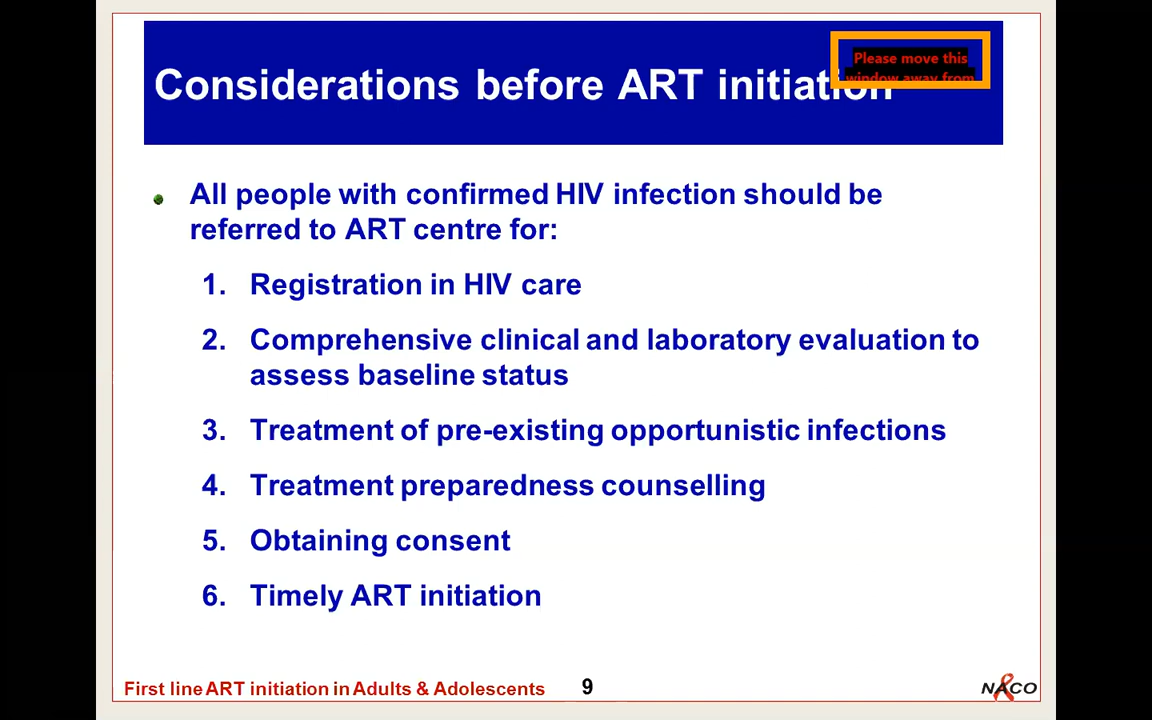 Considerations before ART initiation
Please move this
window away from
All people with confirmed HIV infection should be
referred to ART centre for:
1. Registration in HIV care
2. Comprehensive clinical and laboratory evaluation to
assess baseline status
3. Treatment of pre-existing opportunistic infections
4. Treatment preparedness counselling
5. Obtaining consent
6. Timely ART initiation
First line ART initiation in Adults & Adolescents
9
NACO